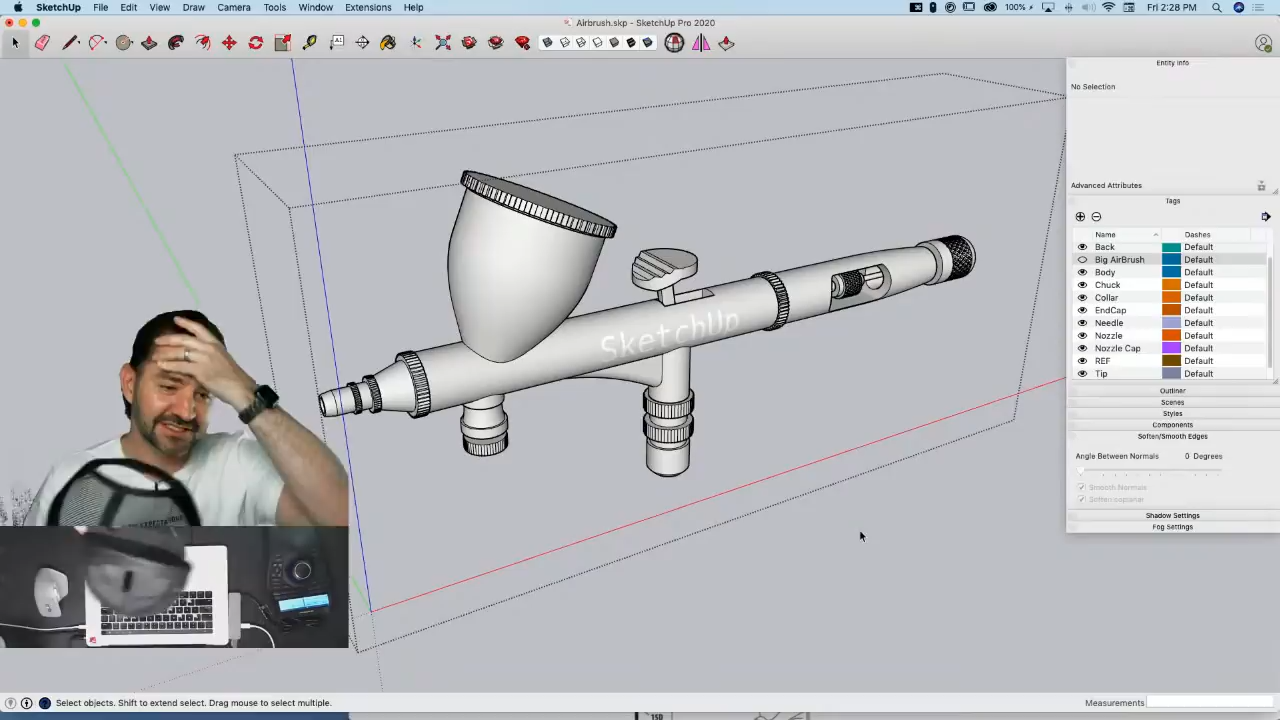 SketchUp File Edit View Draw Camera Tools Window Extensions Help
100% Fri 2:28 PM
Airbrush.skp - SketchUp Pro 2020
Entity Info
No Selection
Advanced Attributes
Tags
Name Dashes
Back Default
Big AirBrush Default
Body Default
Chuck Default
Collar Default
EndCap Default
Needle Default
Nozzle Default
Nozzle Cap Default
REF Default
Tip Default
Outliner
Scenes
Styles
Components
Soften/Smooth Edges
Angle Between Normals 0 Degrees
Smooth Normals
Soften coplanar
Shadow Settings
Fog Settings
SketchUp
Select objects. Shift to extend select. Drag mouse to select multiple.
Measurements